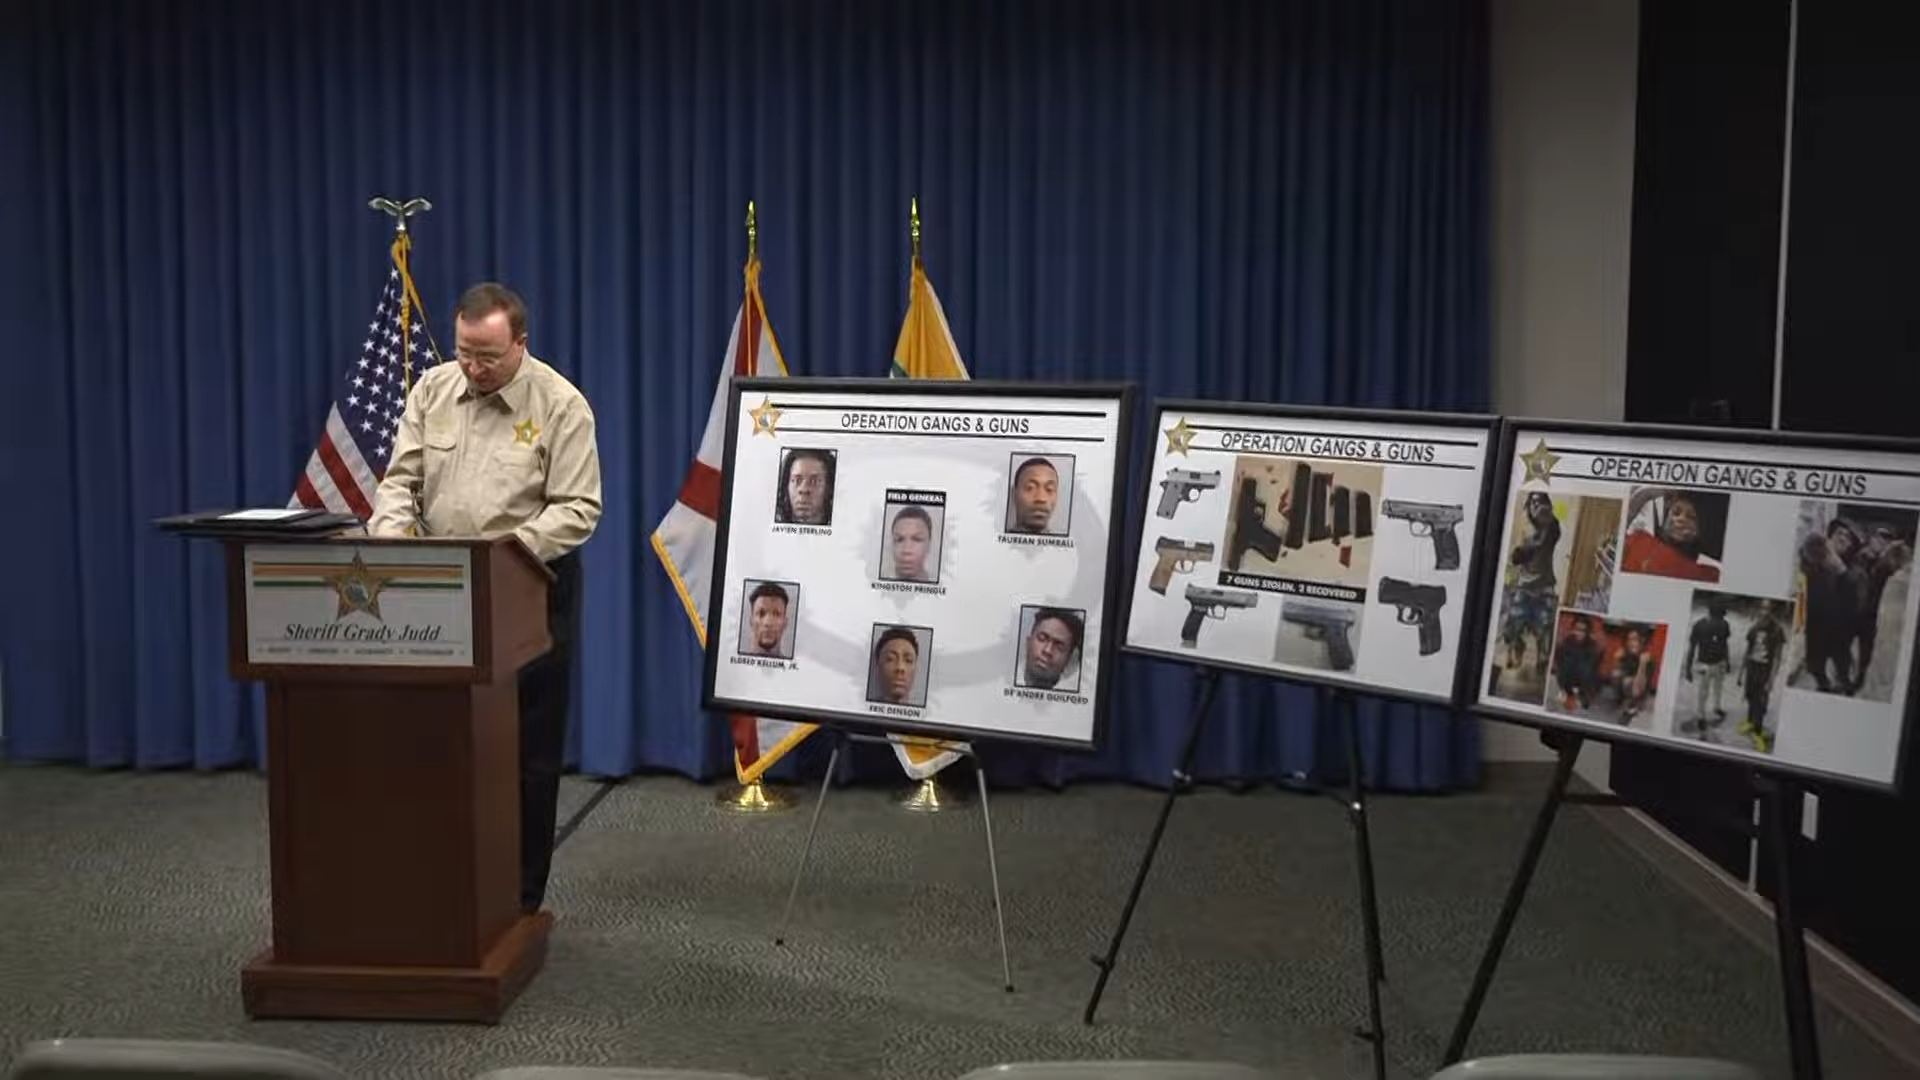 Sheriff Grady Judd
OPERATION GANGS & GUNS
JAVIEN STERLING
FIELD GENERAL
KINGSTON PRINGLE
TAUREAN SUMRALL
ELDRED KELLUM, JR.
ERIC DENSON
DE'ANDRE GUILFORD
OPERATION GANGS & GUNS
7 GUNS STOLEN, 2 RECOVERED
OPERATION GANGS & GUNS